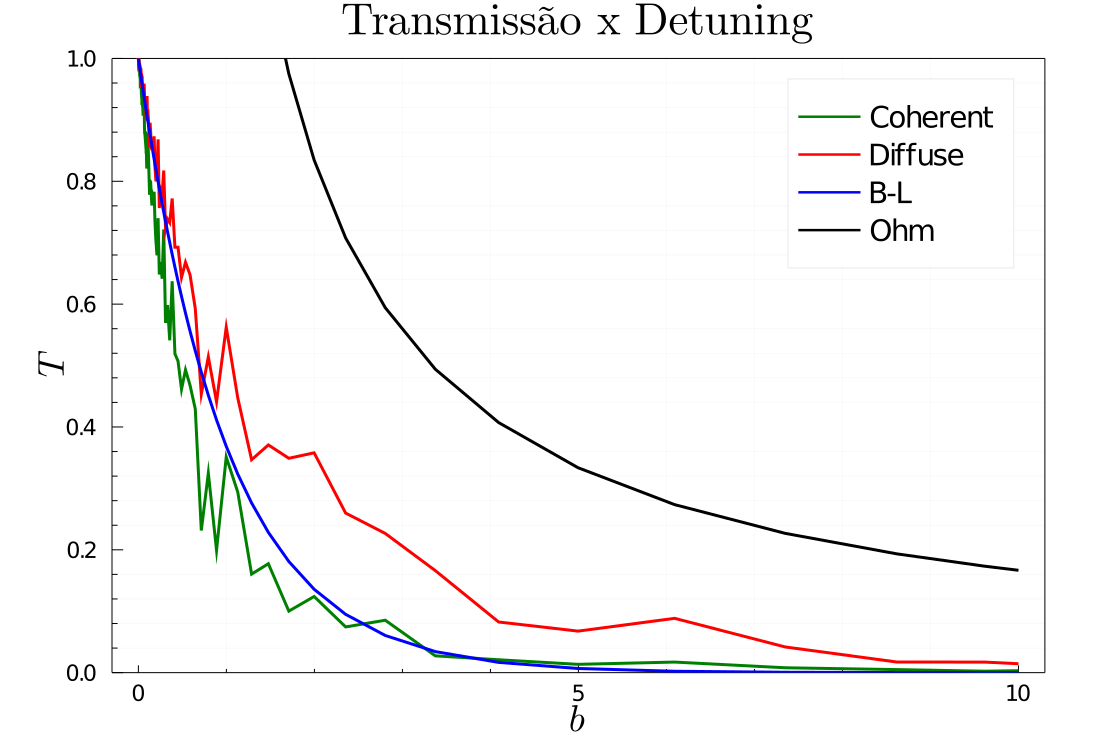 Transmissão x Detuning
1.0
0.8
0.6
0.4
0.2
0.0
T
Coherent
Diffuse
B-L
Ohm
0 5 10
b